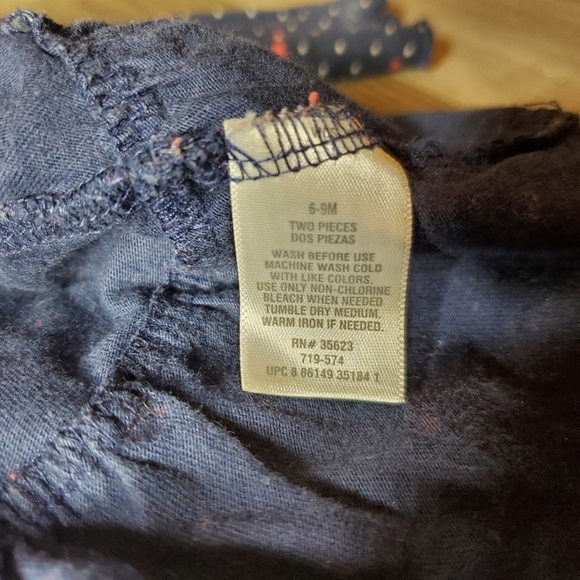 6-9M
TWO PIECES
DOS PIEZAS
WASH BEFORE USE
MACHINE WASH COLD
WITH LIKE COLORS.
USE ONLY NON-CHLORINE
BLEACH WHEN NEEDED
TUMBLE DRY MEDIUM.
WARM IRON IF NEEDED.
RN# 35623
719-574
UPC 8 86149 35184 1